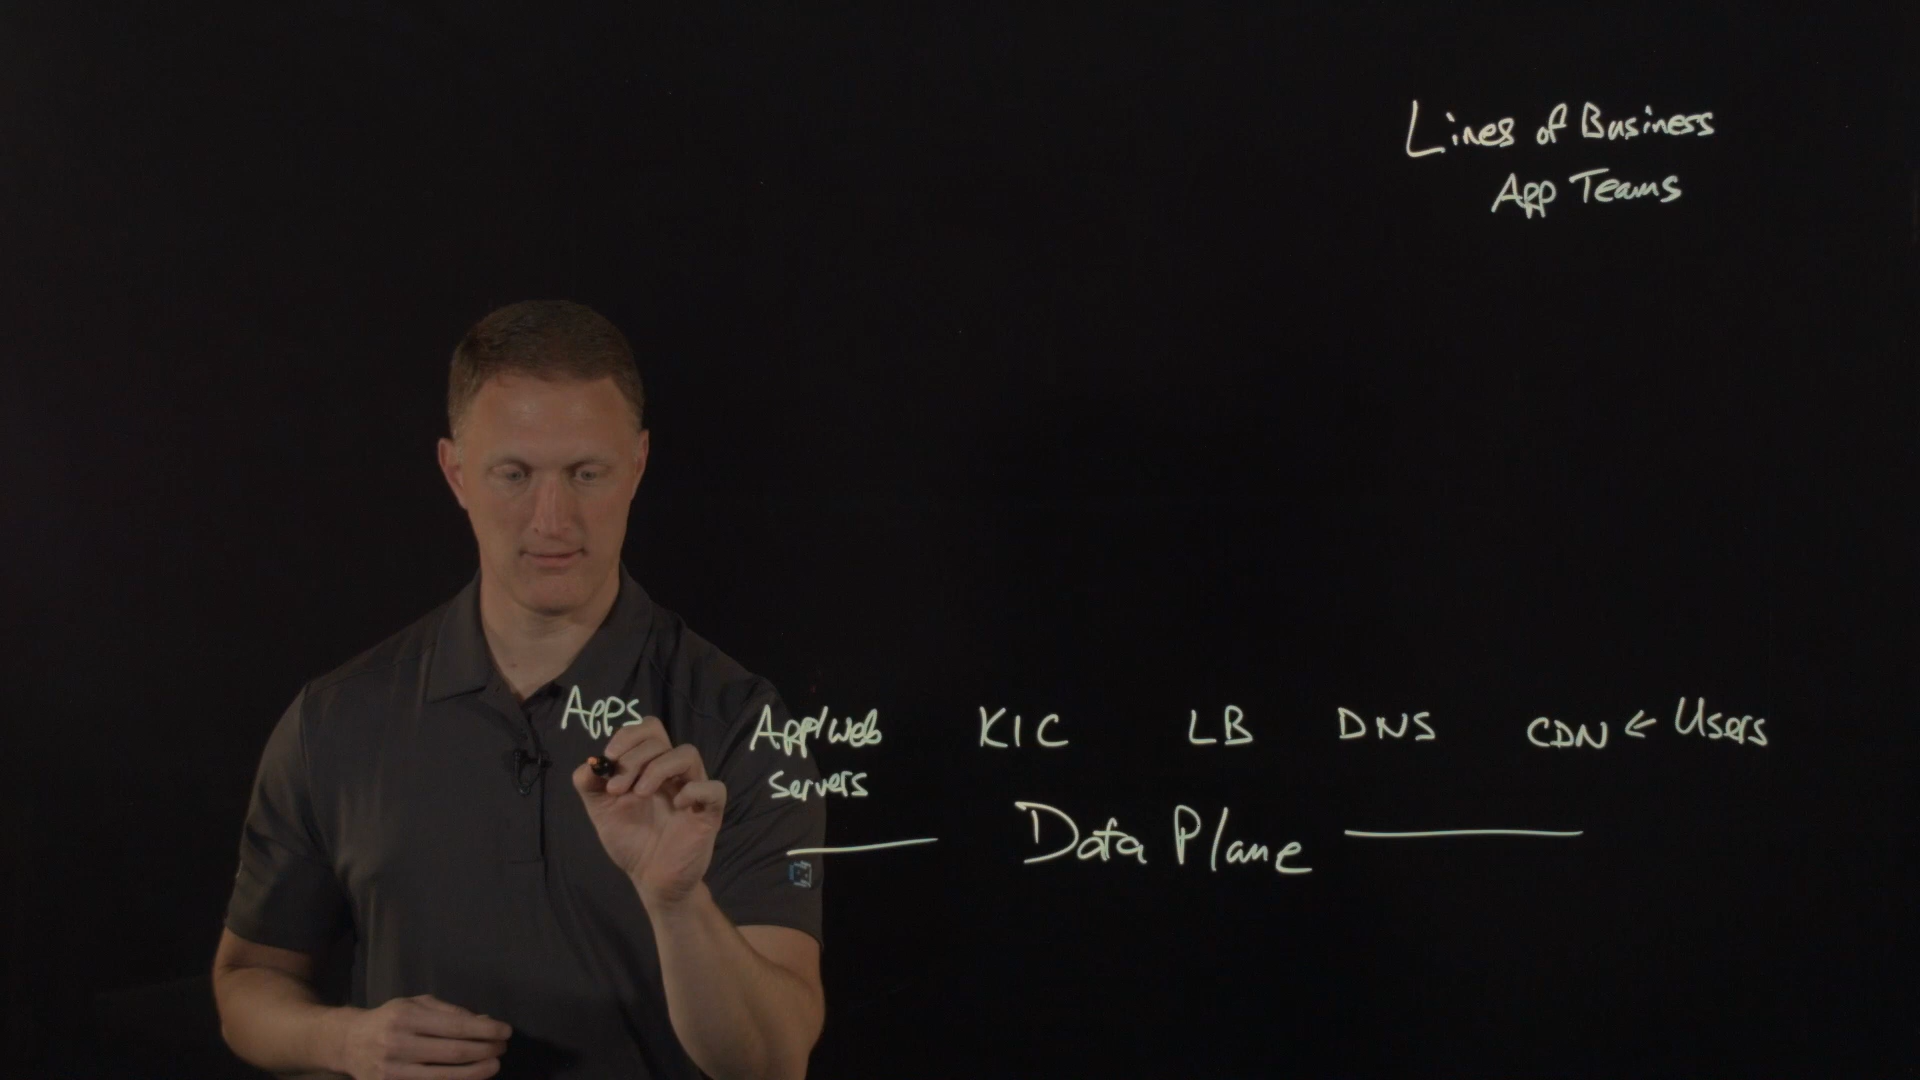 Lines of Business
App Teams
Apps
App/web servers
KIC
LB
DNS
CDN ← Users
Data Plane